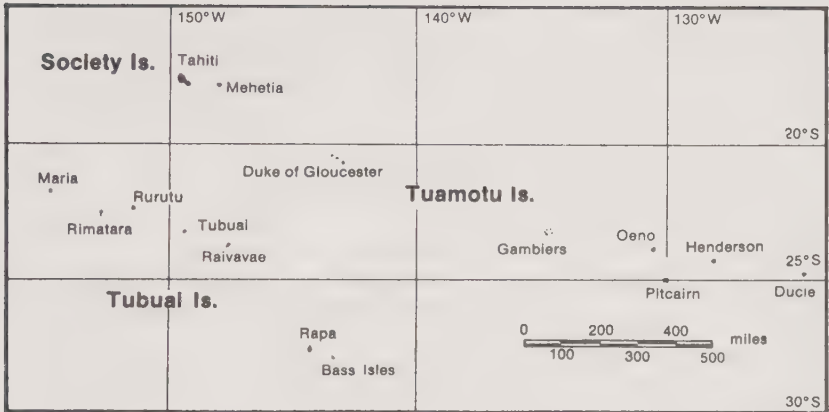 150°W
140°W
130°W
Society Is.
Tahiti
Mehetia
20°S
Duke of Gloucester
Maria
Tuamotu Is.
Rurutu
Rimatara
Tubuai
Raivavae
Gambiers
Oeno
Henderson
25°S
Pitcairn
Ducie
Tubuai Is.
Rapa
Bass Isles
0 200 400 miles
100 300 500
30°S